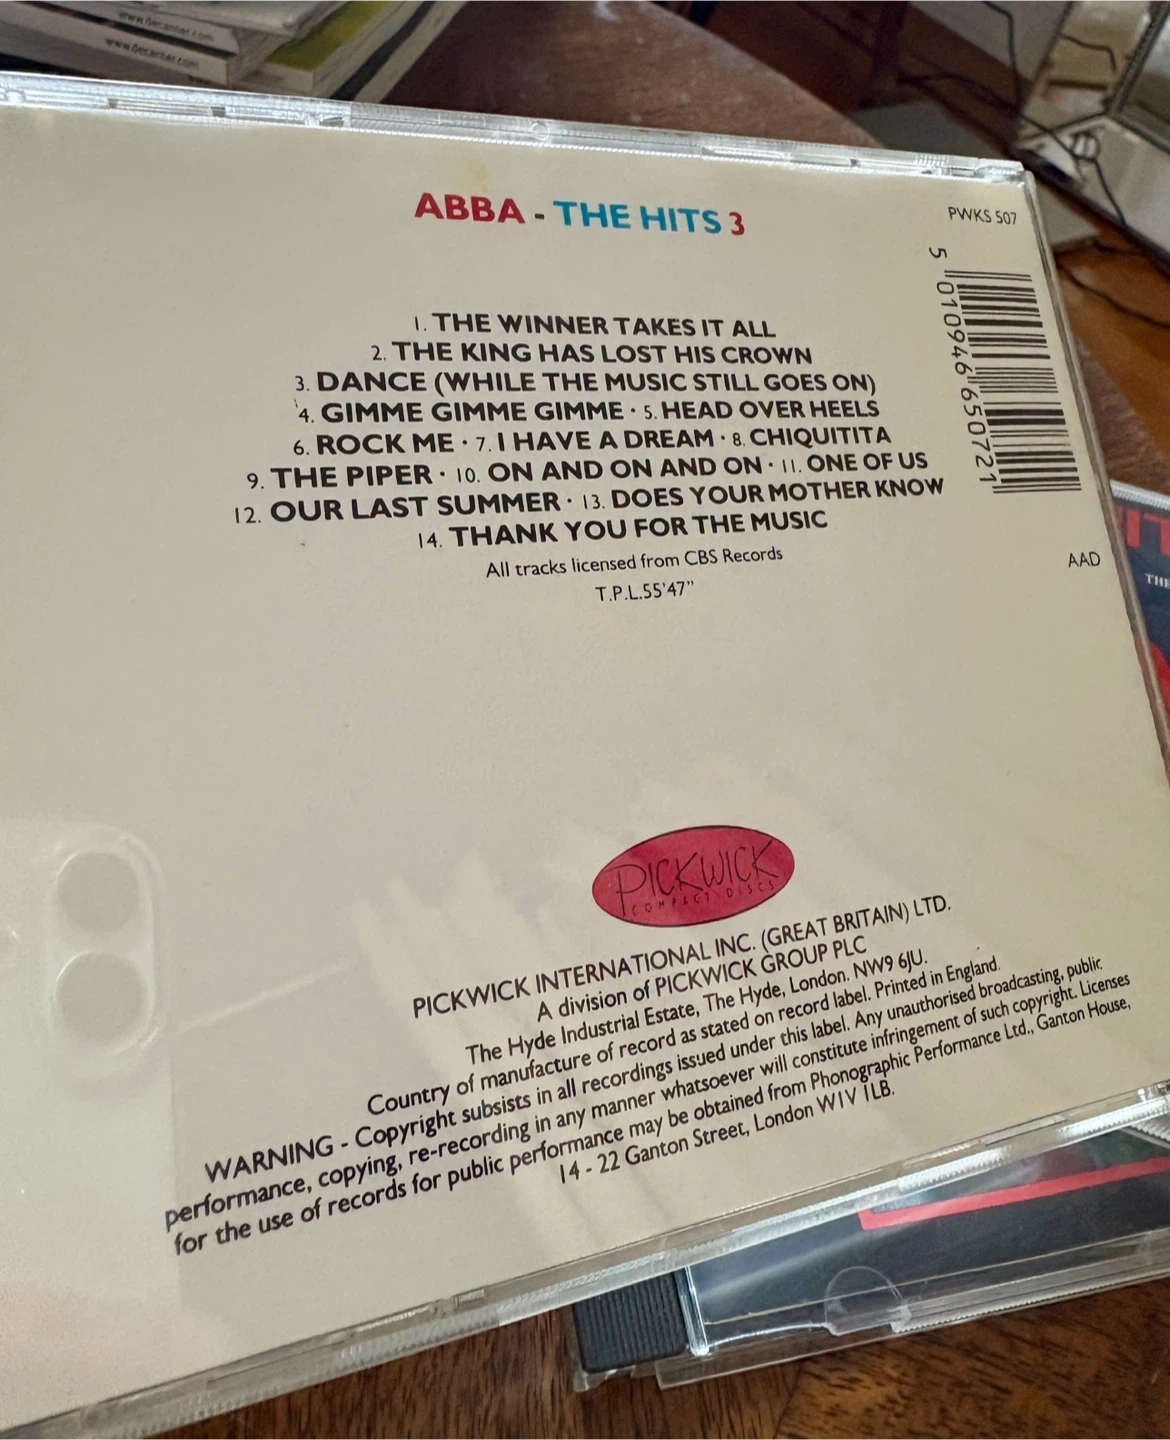 www.decanter.com
www.decanter.com
ABBA - THE HITS 3
PWKS 507
5 010946 650721
1. THE WINNER TAKES IT ALL
2. THE KING HAS LOST HIS CROWN
3. DANCE (WHILE THE MUSIC STILL GOES ON)
4. GIMME GIMME GIMME · 5. HEAD OVER HEELS
6. ROCK ME · 7. I HAVE A DREAM · 8. CHIQUITITA
9. THE PIPER · 10. ON AND ON AND ON · 11. ONE OF US
12. OUR LAST SUMMER · 13. DOES YOUR MOTHER KNOW
14. THANK YOU FOR THE MUSIC
All tracks licensed from CBS Records
T.P.L.55'47"
AAD
THE
PICKWICK
COMPACT DISCS
PICKWICK INTERNATIONAL INC. (GREAT BRITAIN) LTD.
A division of PICKWICK GROUP PLC
The Hyde Industrial Estate, The Hyde, London. NW9 6JU.
Country of manufacture of record as stated on record label. Printed in England.
WARNING - Copyright subsists in all recordings issued under this label. Any unauthorised broadcasting, public
performance, copying, re-recording in any manner whatsoever will constitute infringement of such copyright. Licenses
for the use of records for public performance may be obtained from Phonographic Performance Ltd., Ganton House,
14 - 22 Ganton Street, London W1V 1LB.